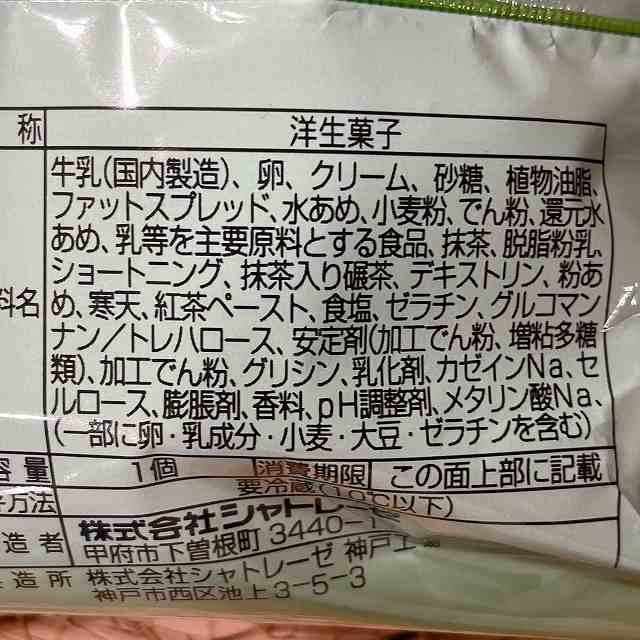 称 洋生菓子
牛乳(国内製造)、卵、クリーム、砂糖、植物油脂、
ファットスプレッド、水あめ、小麦粉、でん粉、還元水
あめ、乳等を主要原料とする食品、抹茶、脱脂粉乳、
ショートニング、抹茶入り碾茶、デキストリン、粉あ
料名 め、寒天、紅茶ペースト、食塩、ゼラチン、グルコマン
ナン/トレハロース、安定剤(加工でん粉、増粘多糖
類)、加工でん粉、グリシン、乳化剤、カゼインNa、セ
ルロース、膨脹剤、香料、pH調整剤、メタリン酸Na、
(一部に卵・乳成分・小麦・大豆・ゼラチンを含む)
容量 1個 消費期限 この面上部に記載
方法 要冷蔵(10℃以下)
造者 株式会社シャトレーゼ
甲府市下曽根町3440-1
造所 株式会社シャトレーゼ 神戸工
神戸市西区池上3-5-3